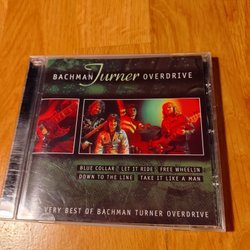 BACHMAN Turner OVERDRIVE
BLUE COLLAR LET IT RIDE FREE WHEELIN
DOWN TO THE LINE TAKE IT LIKE A MAN
VERY BEST OF BACHMAN TURNER OVERDRIVE